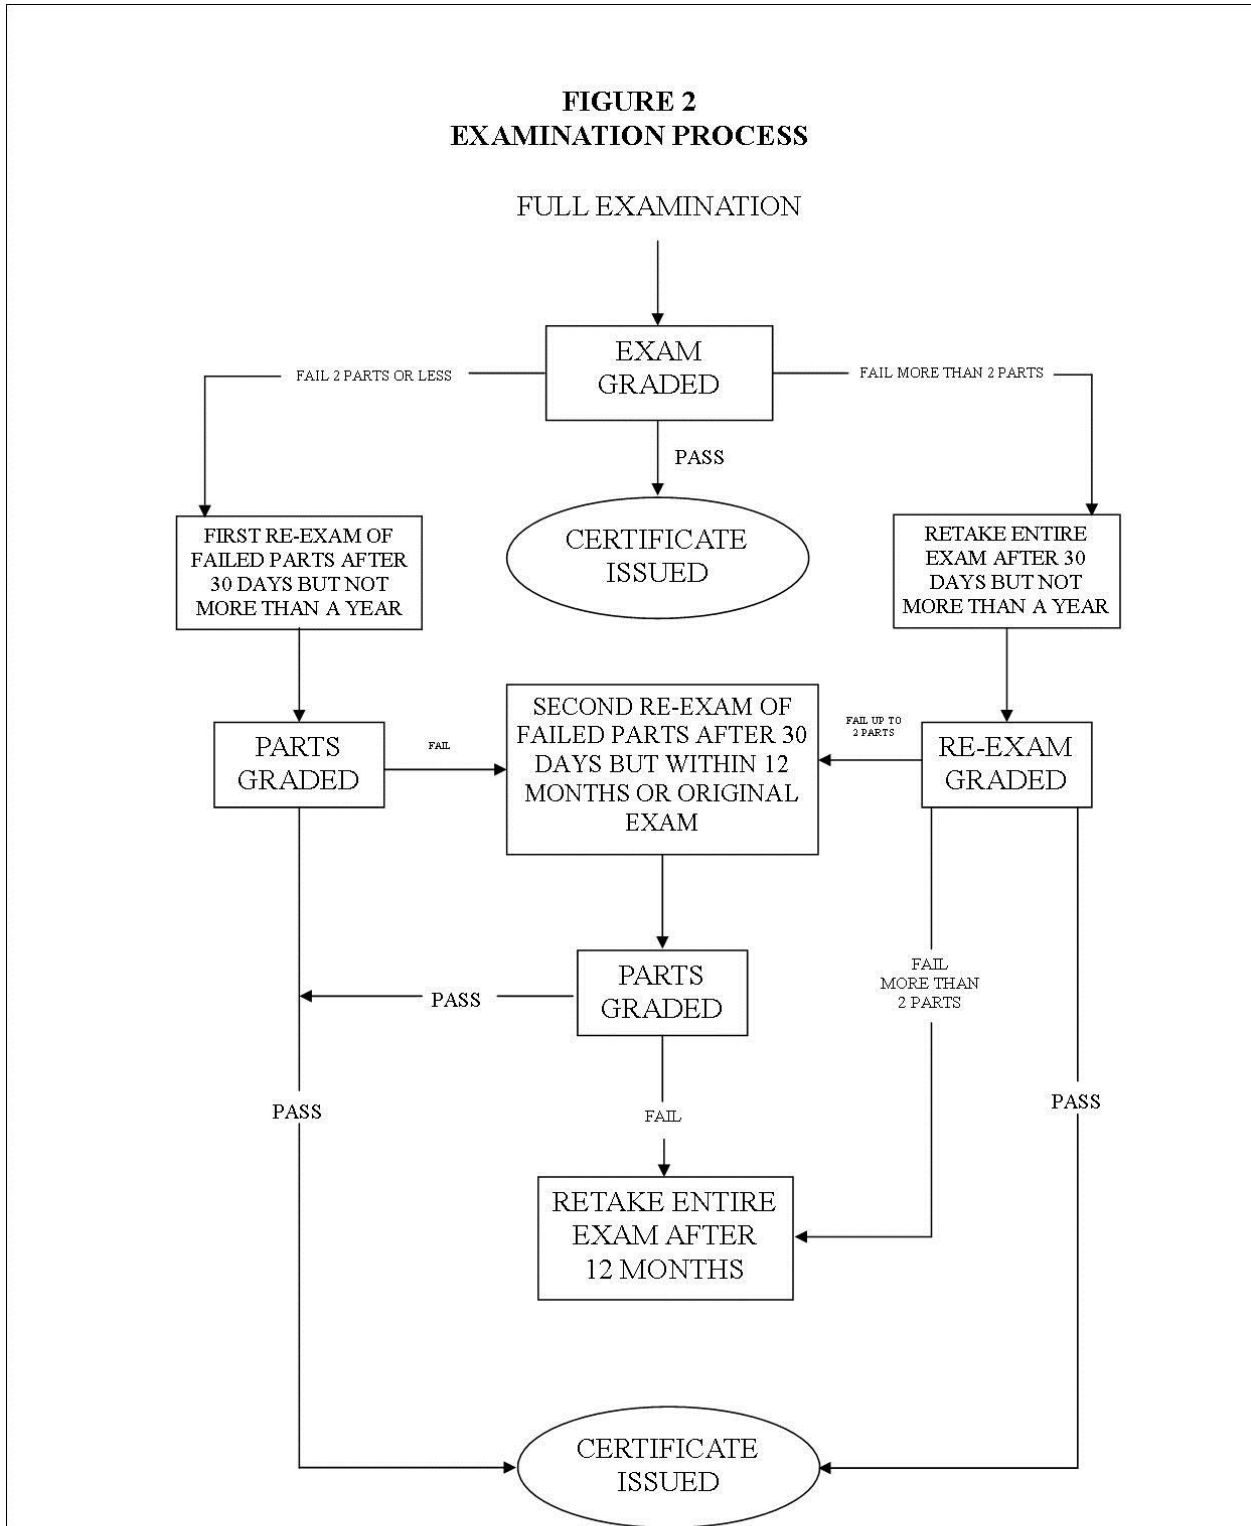 FIGURE 2
EXAMINATION PROCESS
FULL EXAMINATION
EXAM
GRADED
FAIL 2 PARTS OR LESS
FAIL MORE THAN 2 PARTS
PASS
CERTIFICATE
ISSUED
FIRST RE-EXAM OF
FAILED PARTS AFTER
30 DAYS BUT NOT
MORE THAN A YEAR
RETAKE ENTIRE
EXAM AFTER 30
DAYS BUT NOT
MORE THAN A YEAR
PARTS
GRADED
FAIL
SECOND RE-EXAM OF
FAILED PARTS AFTER 30
DAYS BUT WITHIN 12
MONTHS OR ORIGINAL
EXAM
FAIL UP TO
2 PARTS
RE-EXAM
GRADED
PARTS
GRADED
PASS
FAIL
MORE THAN
2 PARTS
PASS
FAIL
PASS
RETAKE ENTIRE
EXAM AFTER
12 MONTHS
CERTIFICATE
ISSUED